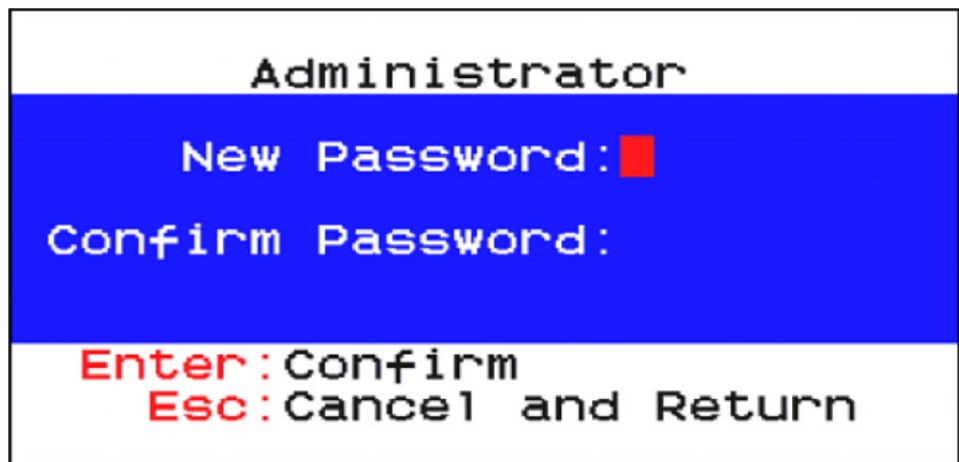 Administrator
New Password:
Confirm Password:
Enter:Confirm
Esc:Cancel and Return